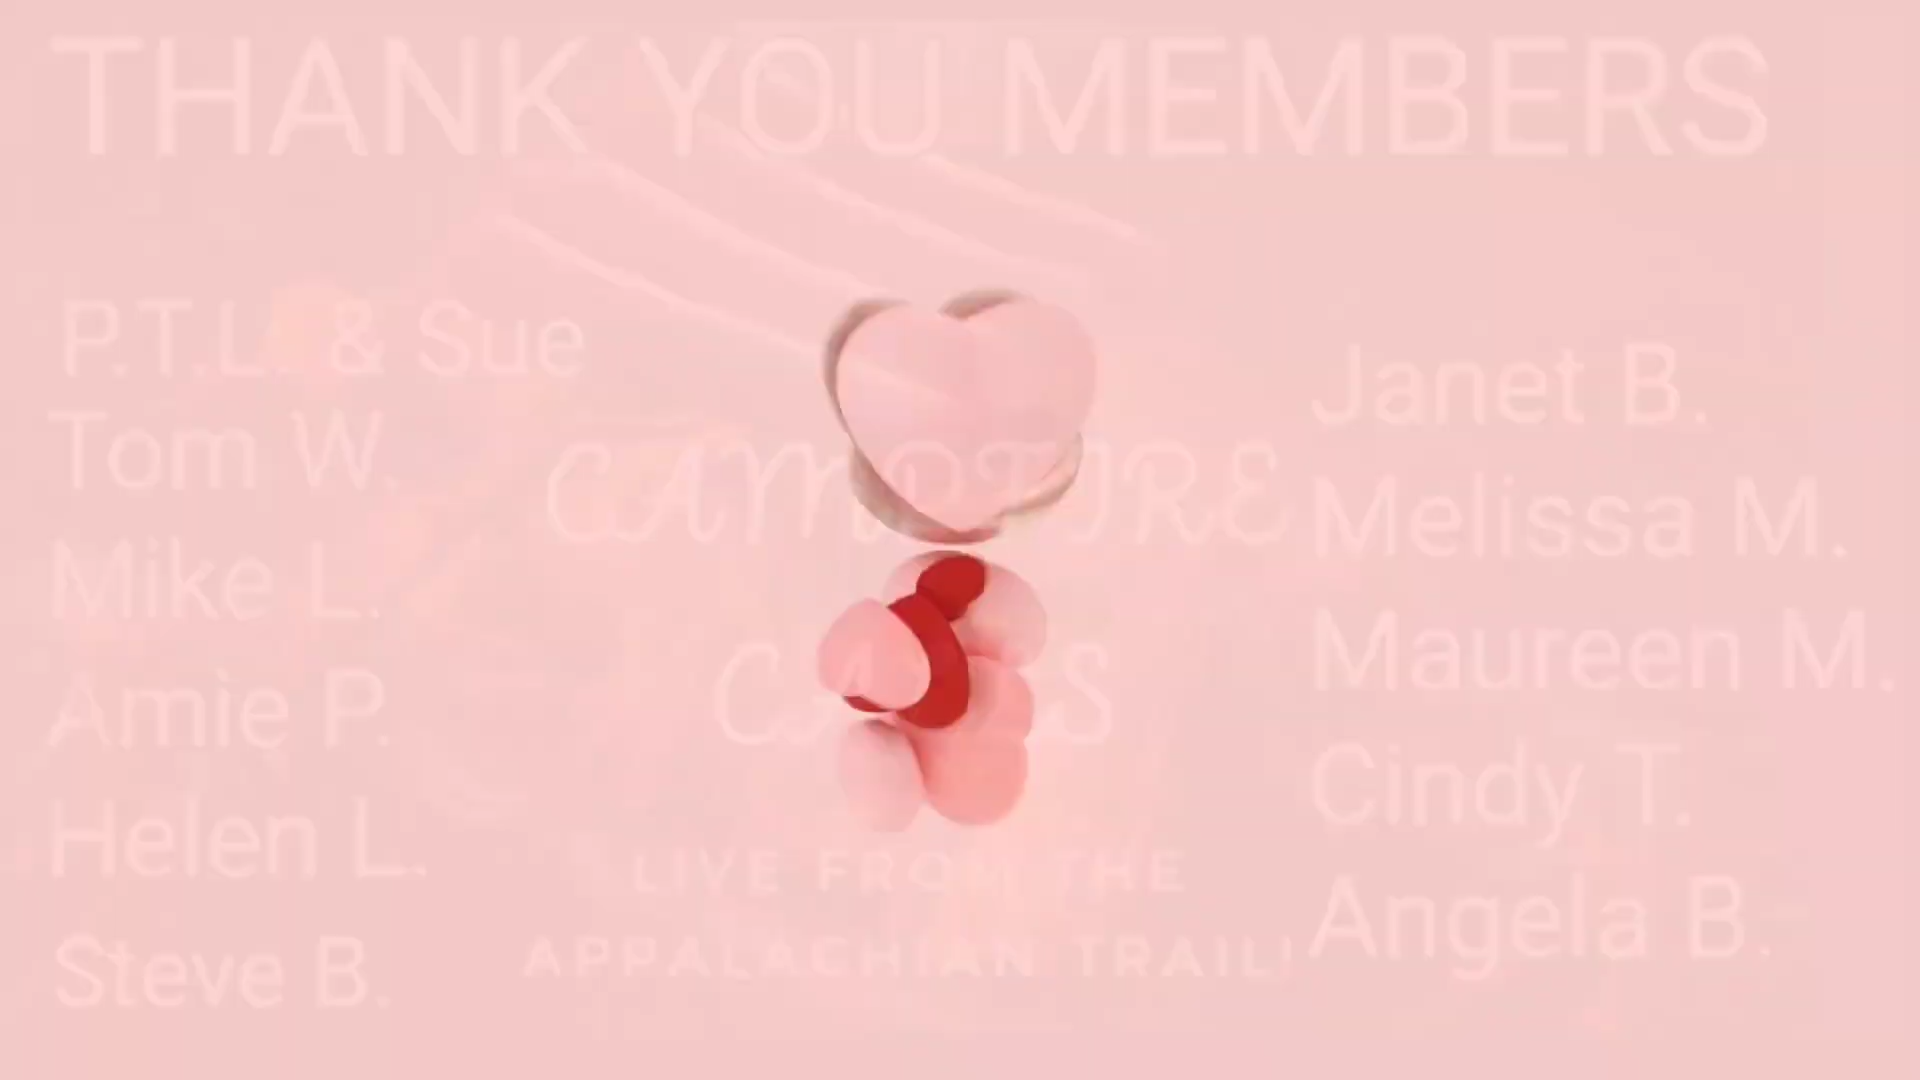 THANK YOU MEMBERS
P.T.L. & Sue
Tom W.
Mike L.
Amie P.
Helen L.
Steve B.
CAMPFIRE
LIVE FROM THE
APPALACHIAN TRAIL!
Janet B.
Melissa M.
Maureen M.
Cindy T.
Angela B.